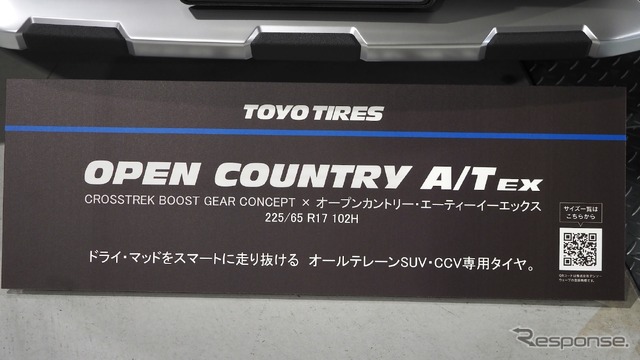 TOYO TIRES
OPEN COUNTRY A/T EX
CROSSTREK BOOST GEAR CONCEPT × オープンカントリー・エーティーイーエックス
225/65 R17 102H
サイズ一覧は
こちらから
ドライ・マッドをスマートに走り抜ける オールテレーンSUV・CCV専用タイヤ。
Response.